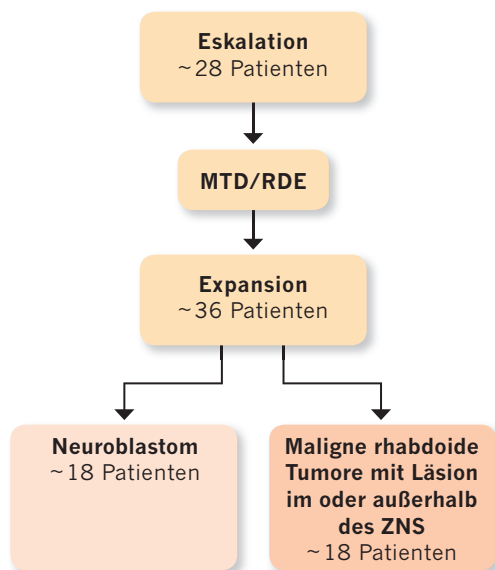 Eskalation
~28 Patienten
MTD/RDE
Expansion
~36 Patienten
Neuroblastom
~18 Patienten
Maligne rhabdoide
Tumore mit Läsion
im oder außerhalb
des ZNS
~18 Patienten